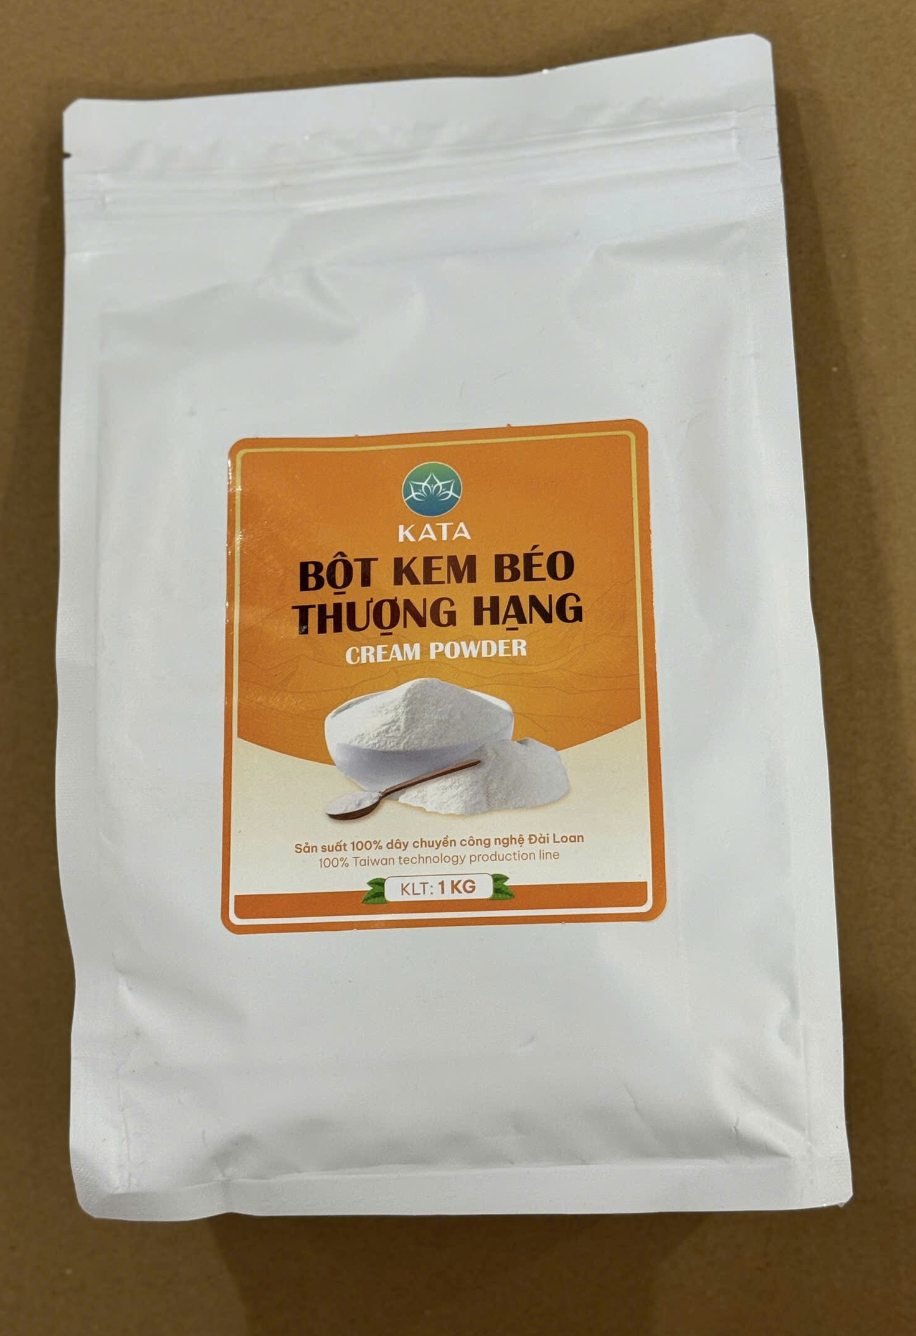 KATA
BỘT KEM BÉO
THƯỢNG HẠNG
CREAM POWDER
Sản suất 100% dây chuyền công nghệ Đài Loan
100% Taiwan technology production line
KLT: 1 KG